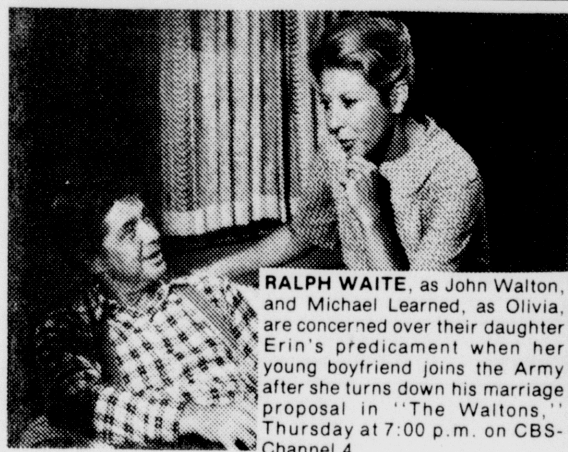 RALPH WAITE, as John Walton,
and Michael Learned, as Olivia,
are concerned over their daughter
Erin's predicament when her
young boyfriend joins the Army
after she turns down his marriage
proposal in "The Waltons,"
Thursday at 7:00 p.m. on CBS-
Channel 4.